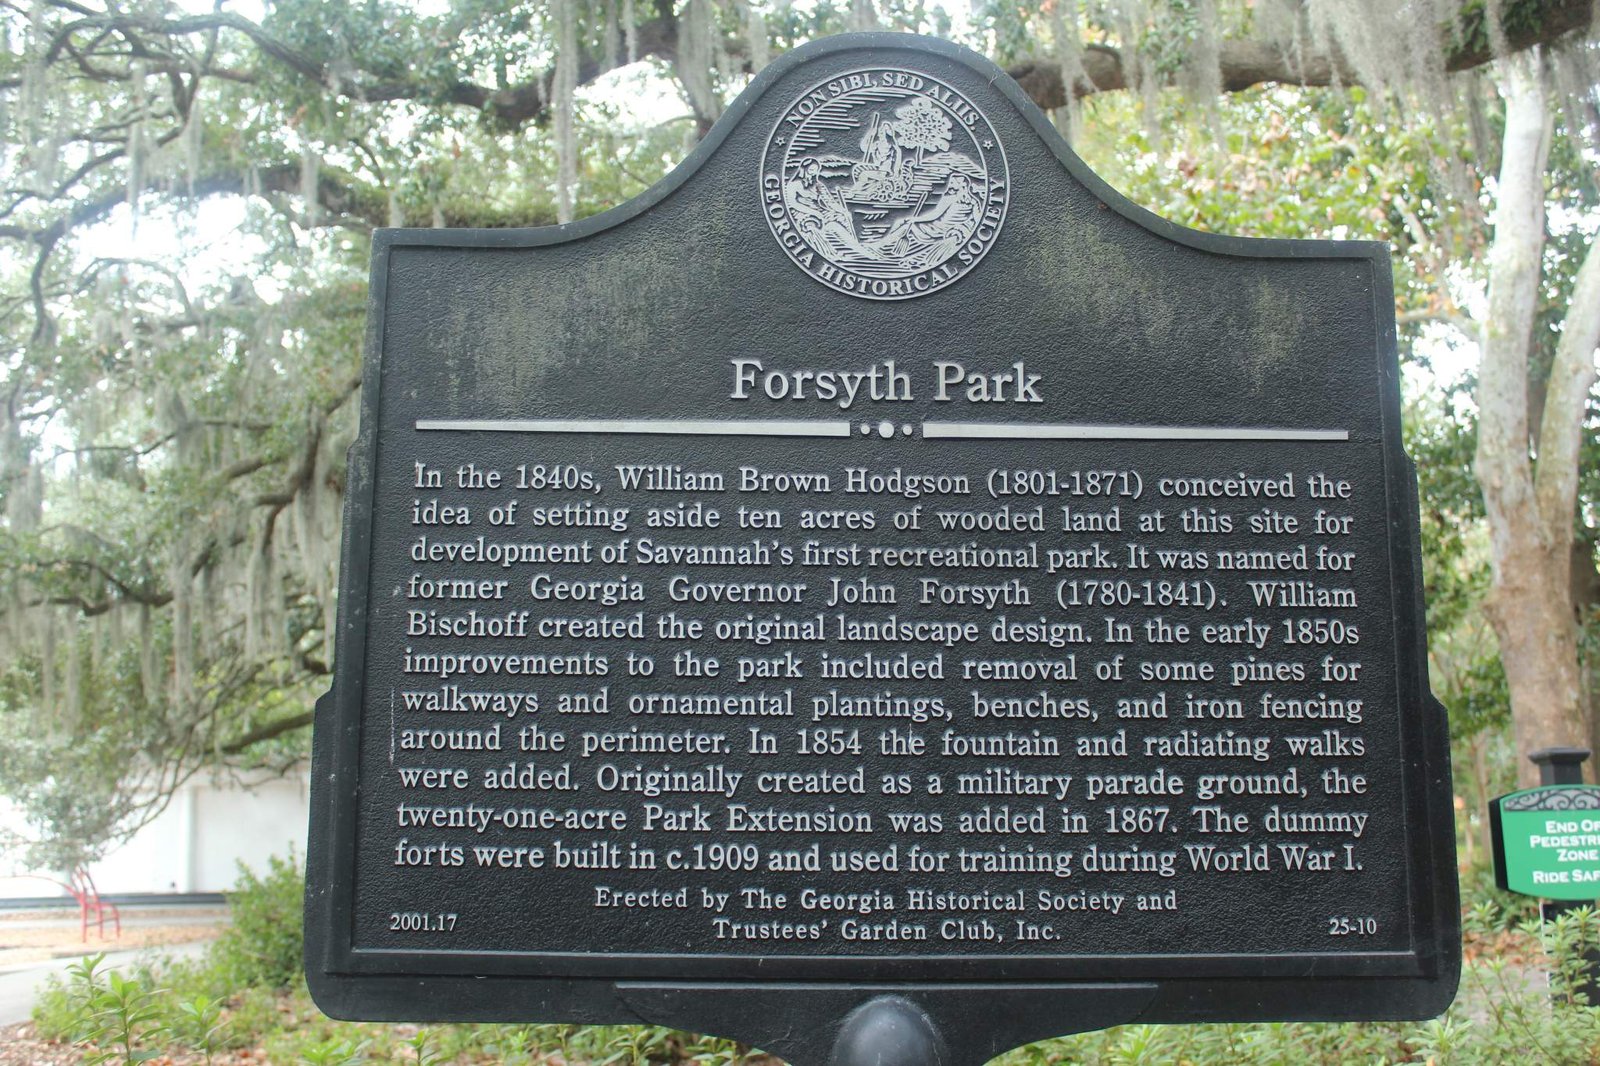 NON SIBI, SED ALIIS.
GEORGIA HISTORICAL SOCIETY
Forsyth Park
In the 1840s, William Brown Hodgson (1801-1871) conceived the
idea of setting aside ten acres of wooded land at this site for
development of Savannah's first recreational park. It was named for
former Georgia Governor John Forsyth (1780-1841). William
Bischoff created the original landscape design. In the early 1850s
improvements to the park included removal of some pines for
walkways and ornamental plantings, benches, and iron fencing
around the perimeter. In 1854 the fountain and radiating walks
were added. Originally created as a military parade ground, the
twenty-one-acre Park Extension was added in 1867. The dummy
forts were built in c.1909 and used for training during World War I.
Erected by The Georgia Historical Society and
Trustees' Garden Club, Inc.
2001.17
25-10
END OF
ZONE
RIDE